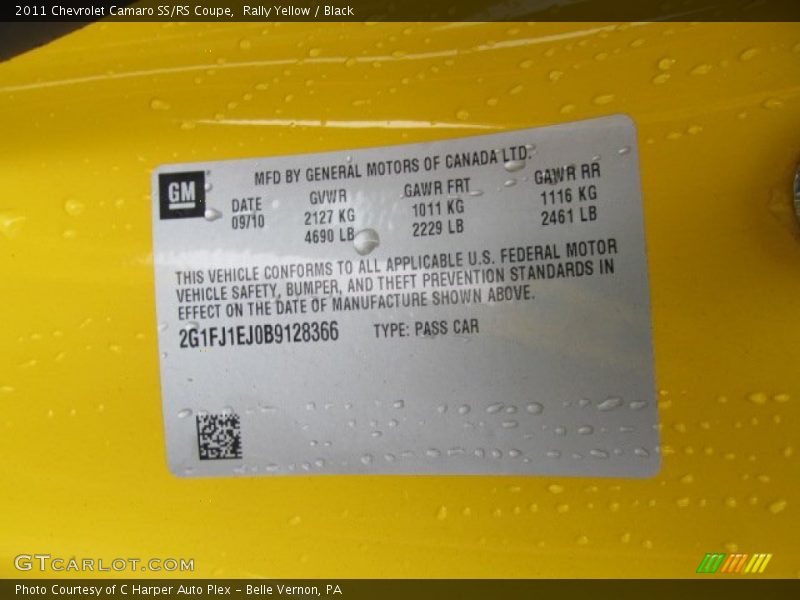 2011 Chevrolet Camaro SS/RS Coupe,  Rally Yellow / Black
GM
MFD BY GENERAL MOTORS OF CANADA LTD.
DATE GVWR GAWR FRT GAWR RR
09/10 2127 KG 1011 KG 1116 KG
4690 LB 2229 LB 2461 LB
THIS VEHICLE CONFORMS TO ALL APPLICABLE U.S. FEDERAL MOTOR
VEHICLE SAFETY, BUMPER, AND THEFT PREVENTION STANDARDS IN
EFFECT ON THE DATE OF MANUFACTURE SHOWN ABOVE.
2G1FJ1EJ0B9128366 TYPE: PASS CAR
GTCARLOT.COM
Photo Courtesy of C Harper Auto Plex - Belle Vernon, PA